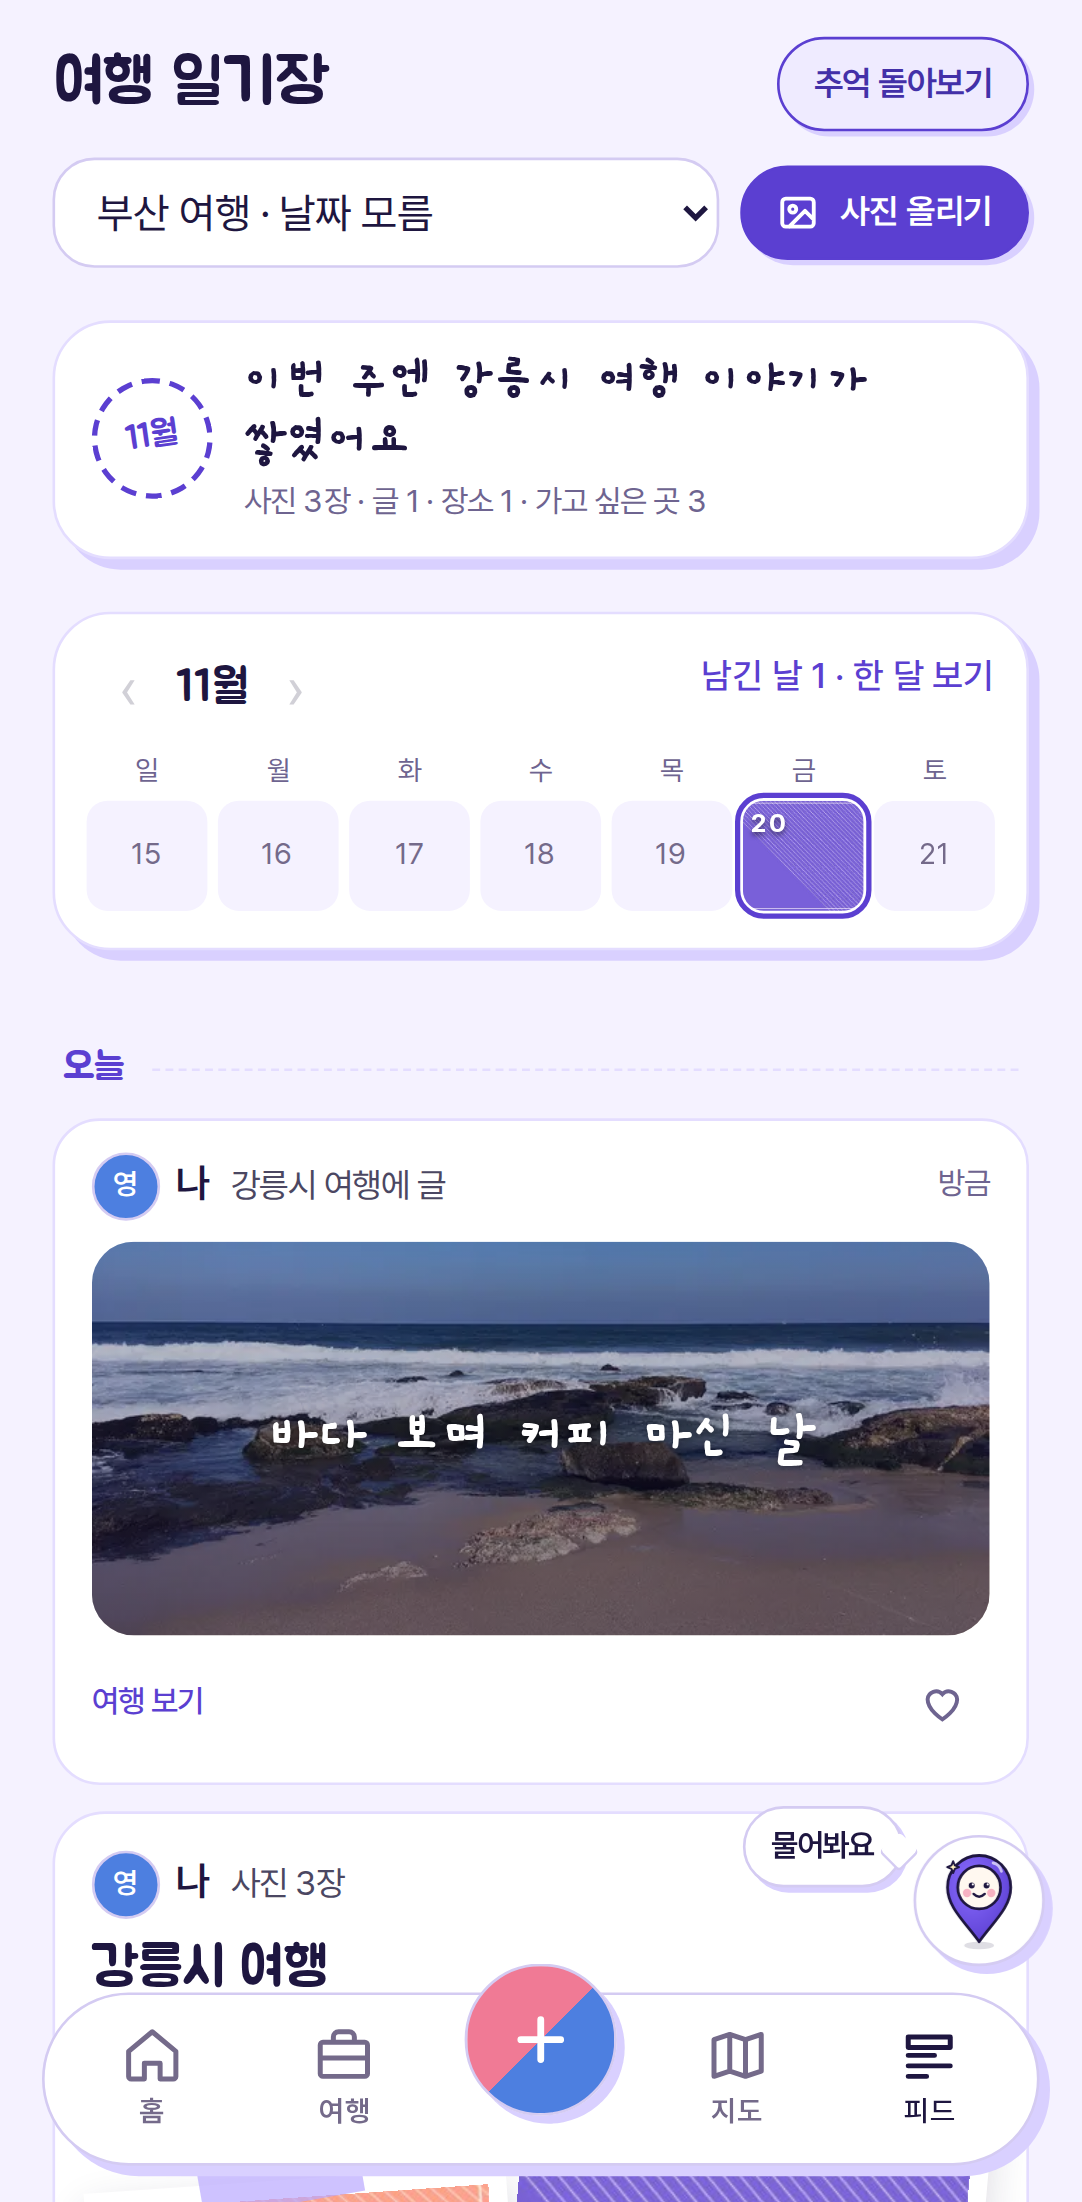 여행 일기장
추억 돌아보기
부산 여행 · 날짜 모름
사진 올리기
11월
이번 주엔 강릉시 여행 이야기가
쌓였어요
사진 3장 · 글 1 · 장소 1 · 가고 싶은 곳 3
‹ 11월 ›
남긴 날 1 · 한 달 보기
일 월 화 수 목 금 토
15 16 17 18 19 20 21
오늘
영 나 강릉시 여행에 글 방금
바다 보며 커피 마신 날
여행 보기
물어봐요
영 나 사진 3장
강릉시 여행
홈 여행 지도 피드